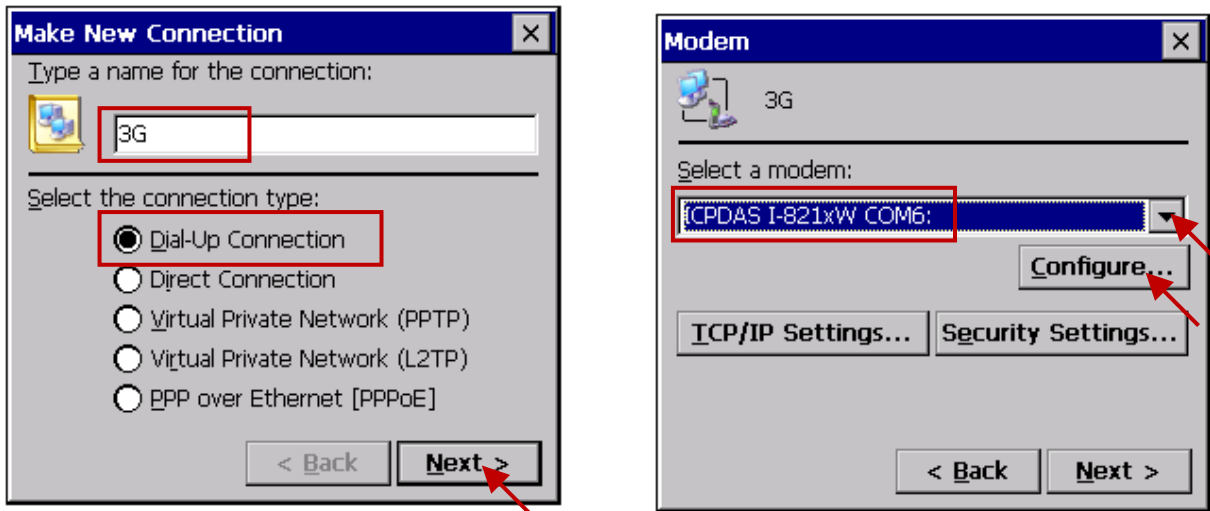 Make New Connection
Type a name for the connection:
3G
Select the connection type:
Dial-Up Connection
Direct Connection
Virtual Private Network (PPTP)
Virtual Private Network (L2TP)
PPP over Ethernet [PPPoE]
< Back
Next >
Modem
3G
Select a modem:
ICPDAS I-821xW COM6:
Configure...
TCP/IP Settings...
Security Settings...
< Back
Next >